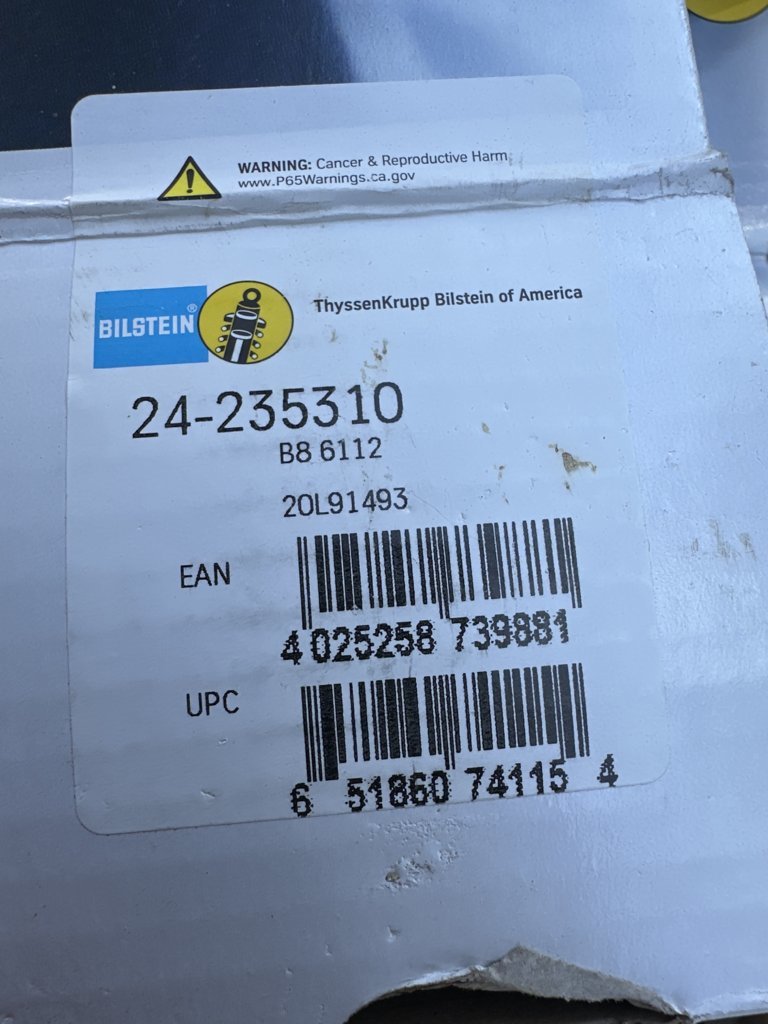 WARNING: Cancer & Reproductive Harm
www.P65Warnings.ca.gov
BILSTEIN®
ThyssenKrupp Bilstein of America
24-235310
B8 6112
20L91493
EAN
4 025258 739881
UPC
6 51860 74115 4